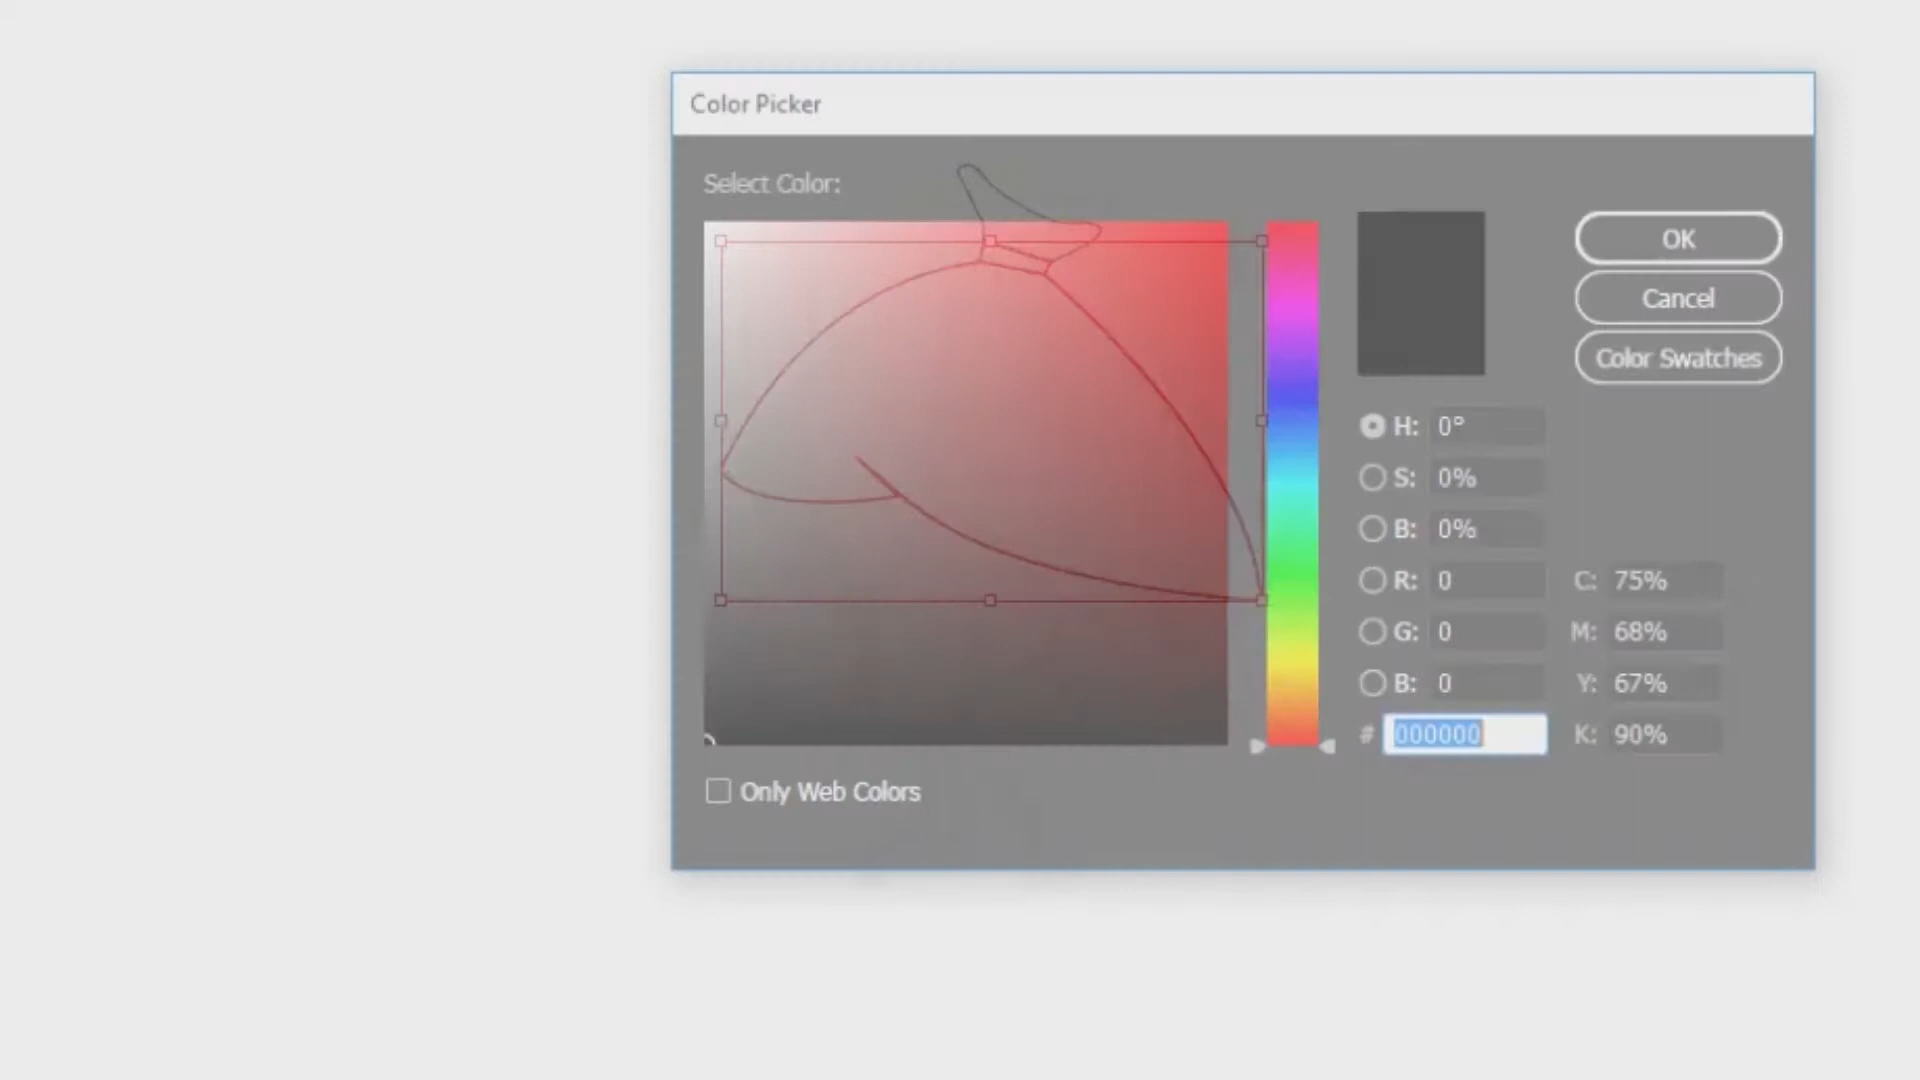 Color Picker
Select Color:
OK
Cancel
Color Swatches
H: 0°
S: 0%
B: 0%
R: 0
C: 75%
G: 0
M: 68%
B: 0
Y: 67%
# 000000
K: 90%
Only Web Colors